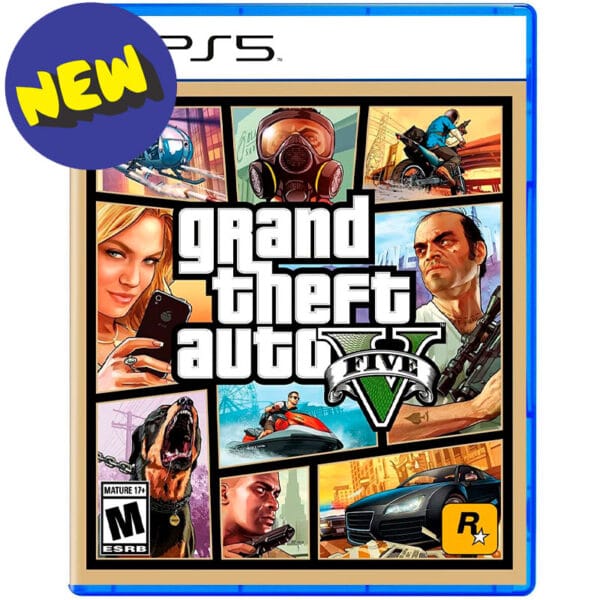 NEW
PS5
grand
theft
auto
V
FIVE
MATURE 17+
M
ESRB
R